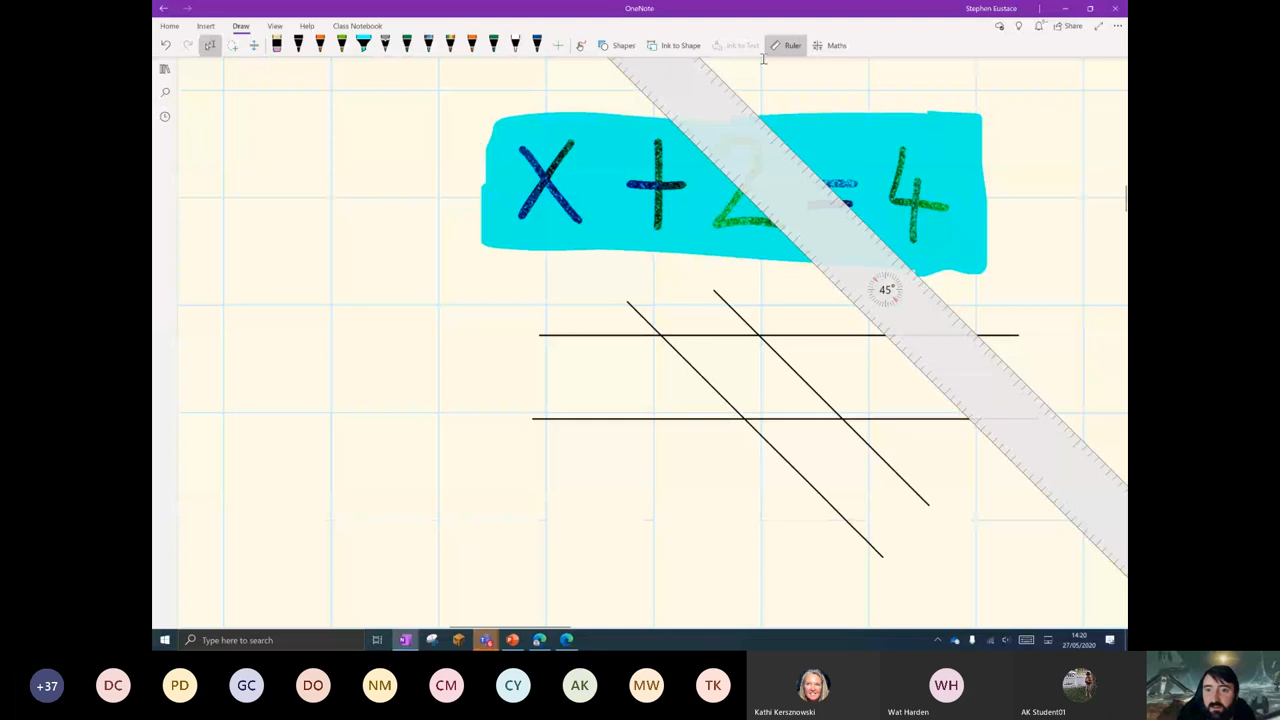 OneNote
Stephen Eustace
Home Insert Draw View Help Class Notebook
Share
Shapes Ink to Shape Ink to Text Ruler Maths
x + 2 = 4
45°
Type here to search
14:20
27/05/2020
+37 DC PD GC DO NM CM CY AK MW TK WH
Kathi Kersznowski Wat Harden AK Student01